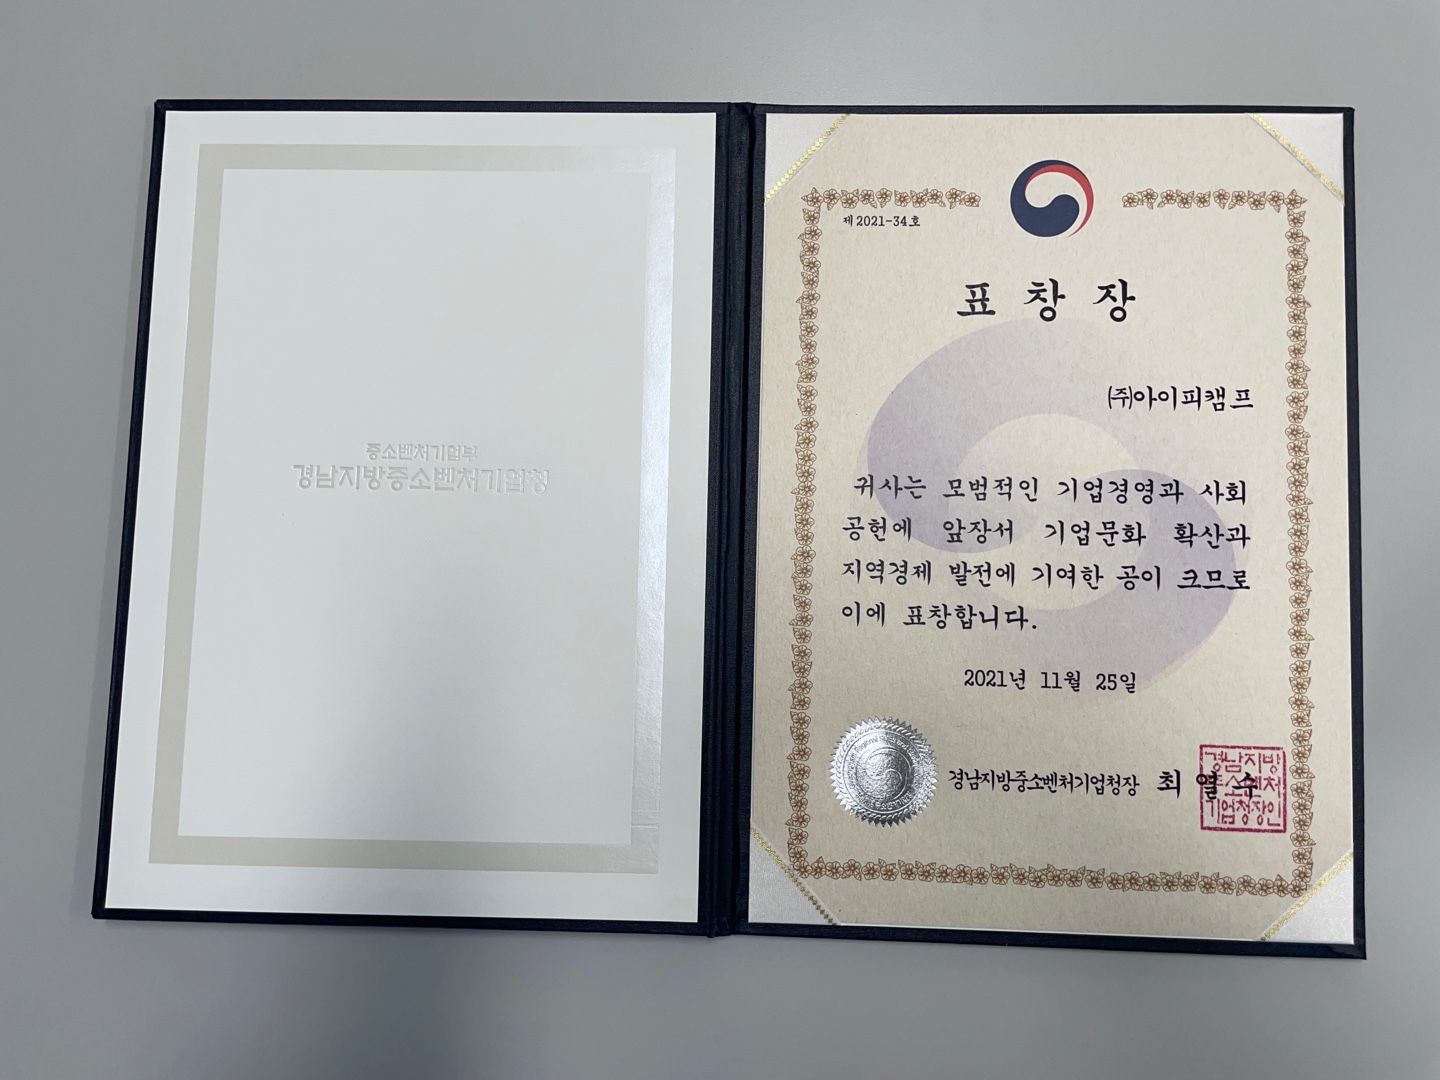 중소벤처기업부
경남지방중소벤처기업청
제 2021-34 호
표 창 장
㈜아이피캠프
귀사는 모범적인 기업경영과 사회
공헌에 앞장서 기업문화 확산과
지역경제 발전에 기여한 공이 크므로
이에 표창합니다.
2021년 11월 25일
경남지방중소벤처기업청장 최 열 수
경남지방
중소벤처
기업청장인